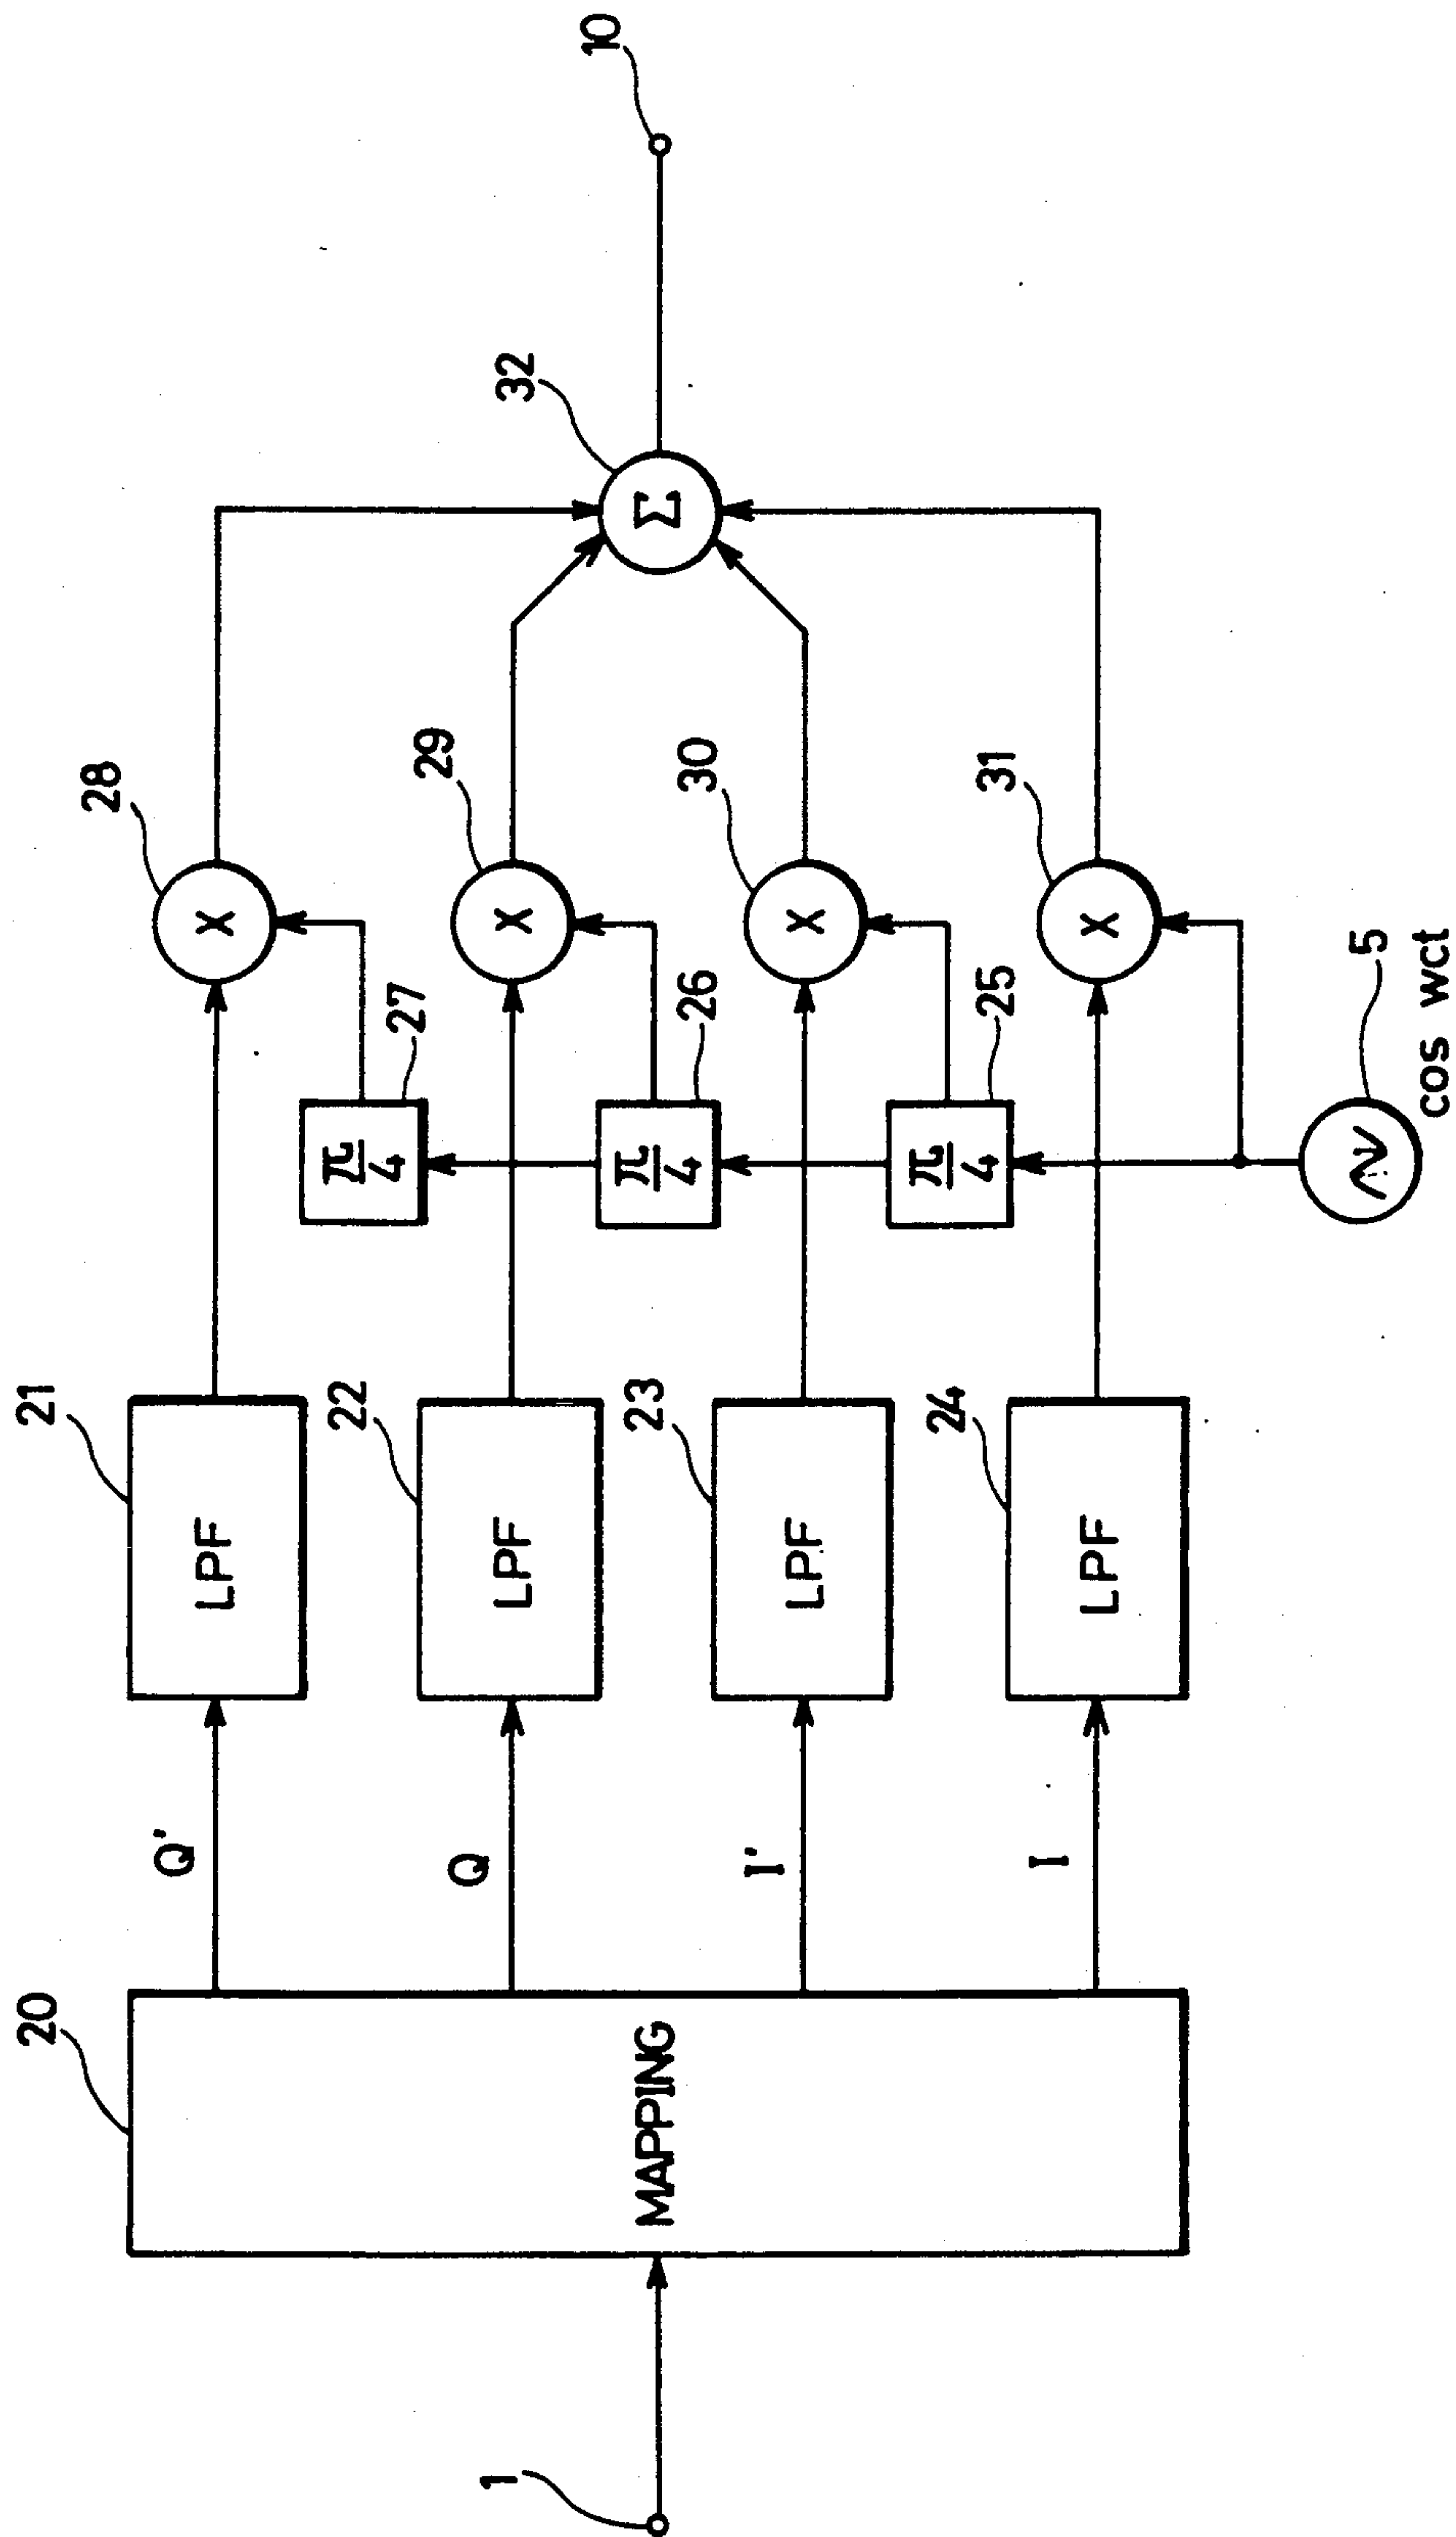 1
20
MAPPING
Q'
Q
I'
I
21
LPF
22
LPF
23
LPF
24
LPF
π/4
27
π/4
26
π/4
25
5
cos wct
28
X
29
X
30
X
31
X
32
Σ
10